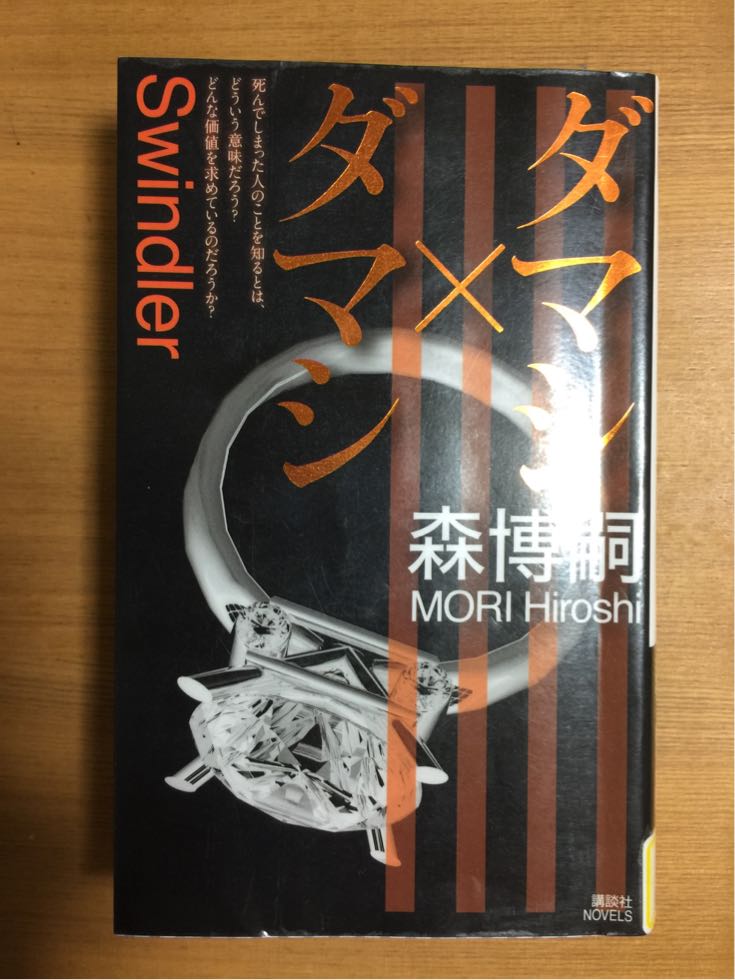 ダマシ
×
ダマシ
死んでしまった人のことを知るとは、
どういう意味だろう?
どんな価値を求めているのだろうか?
Swindler
森博嗣
MORI Hiroshi
講談社
NOVELS